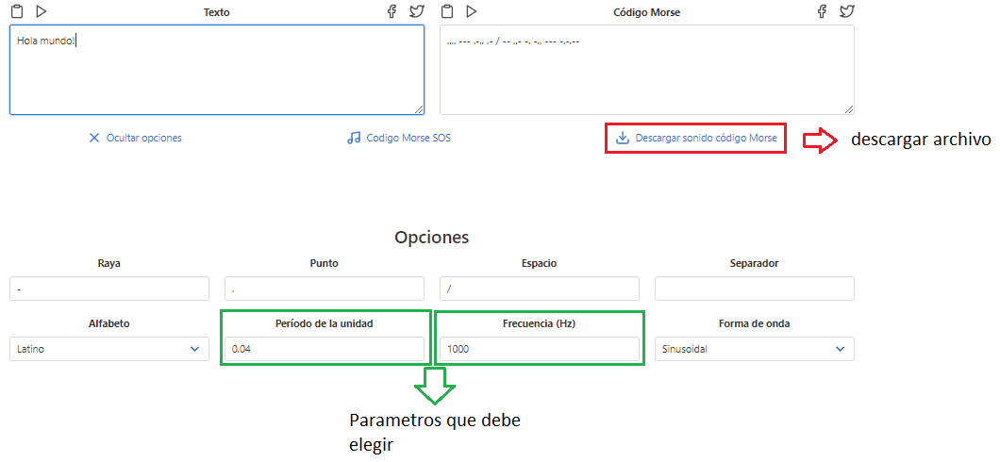 Texto
Código Morse
Hola mundo!
.... --- .-.. .- / -- ..- -. -.. --- -.-.--
Ocultar opciones
Codigo Morse SOS
Descargar sonido código Morse
descargar archivo
Opciones
Raya
Punto
Espacio
Separador
-
.
/
Alfabeto
Período de la unidad
Frecuencia (Hz)
Forma de onda
Latino
0.04
1000
Sinusoidal
Parametros que debe
elegir